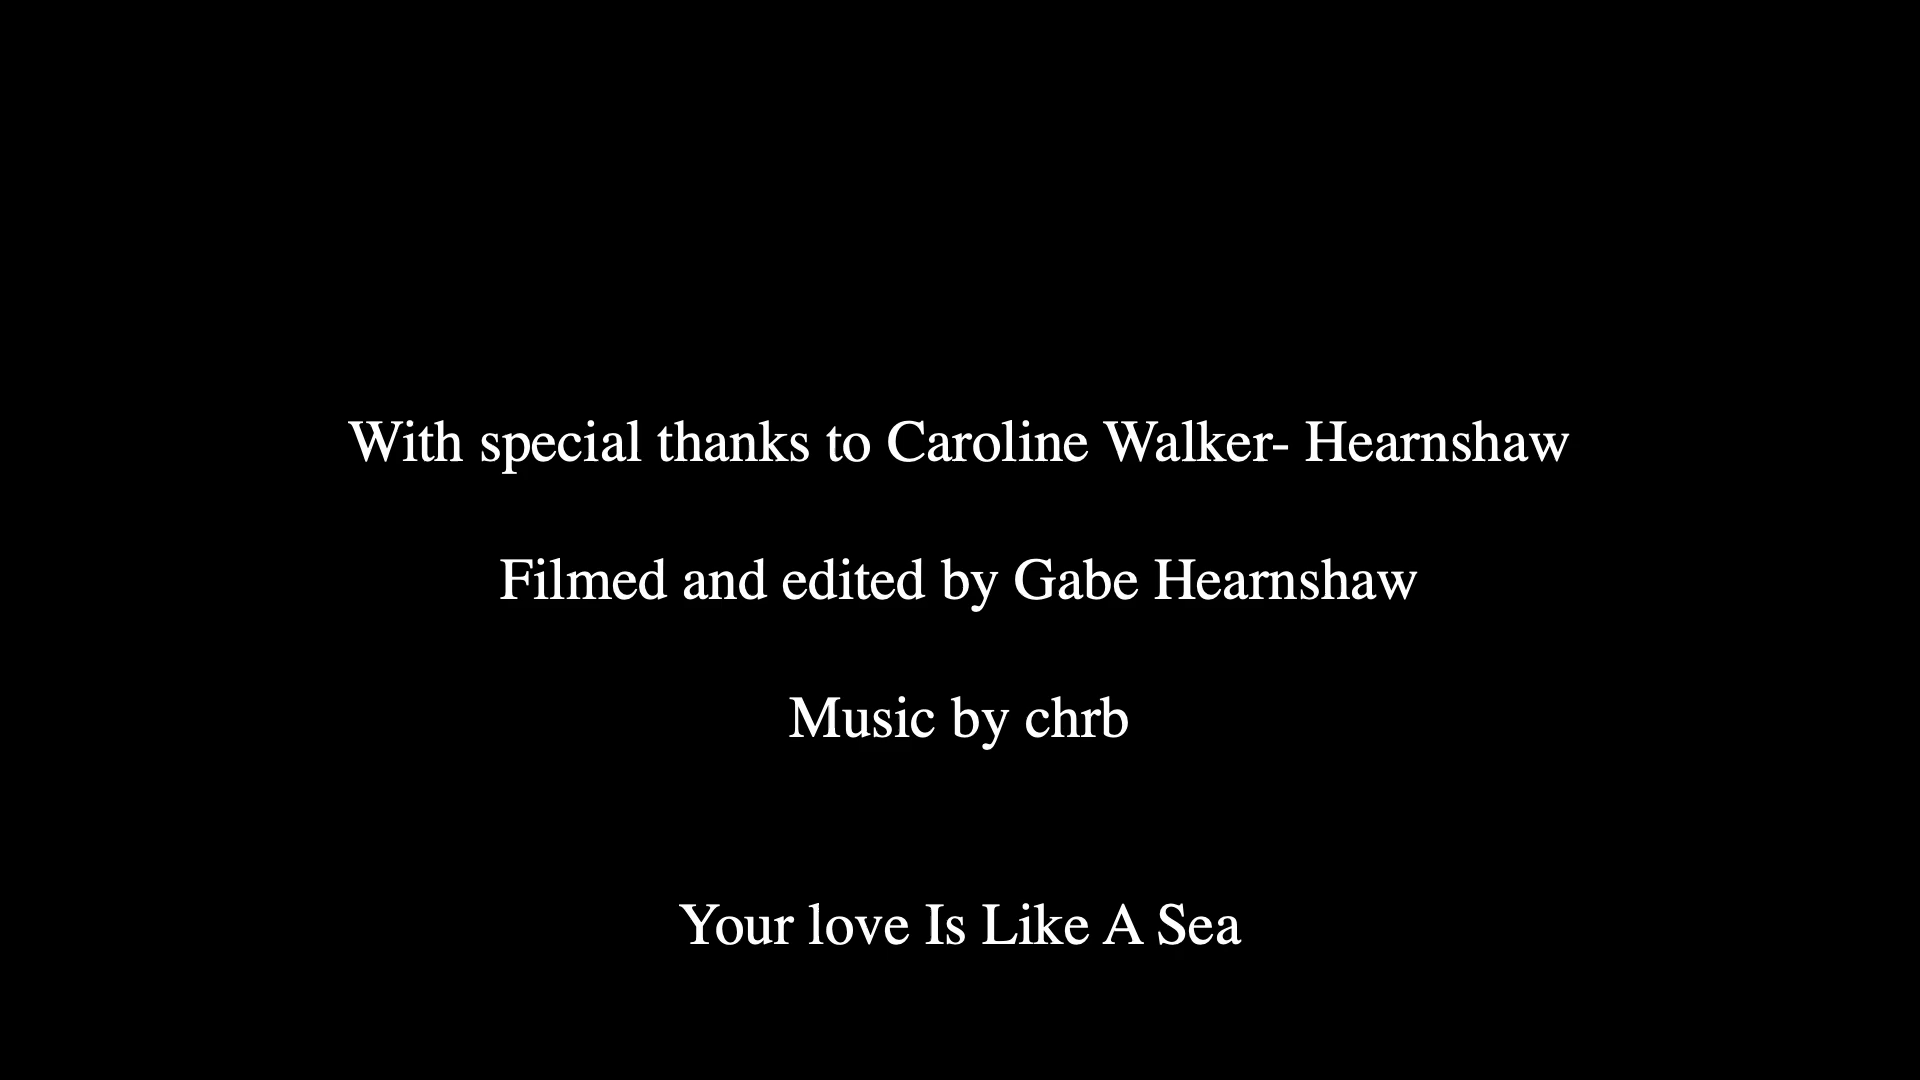 With special thanks to Caroline Walker- Hearnshaw
Filmed and edited by Gabe Hearnshaw
Music by chrb
Your love Is Like A Sea